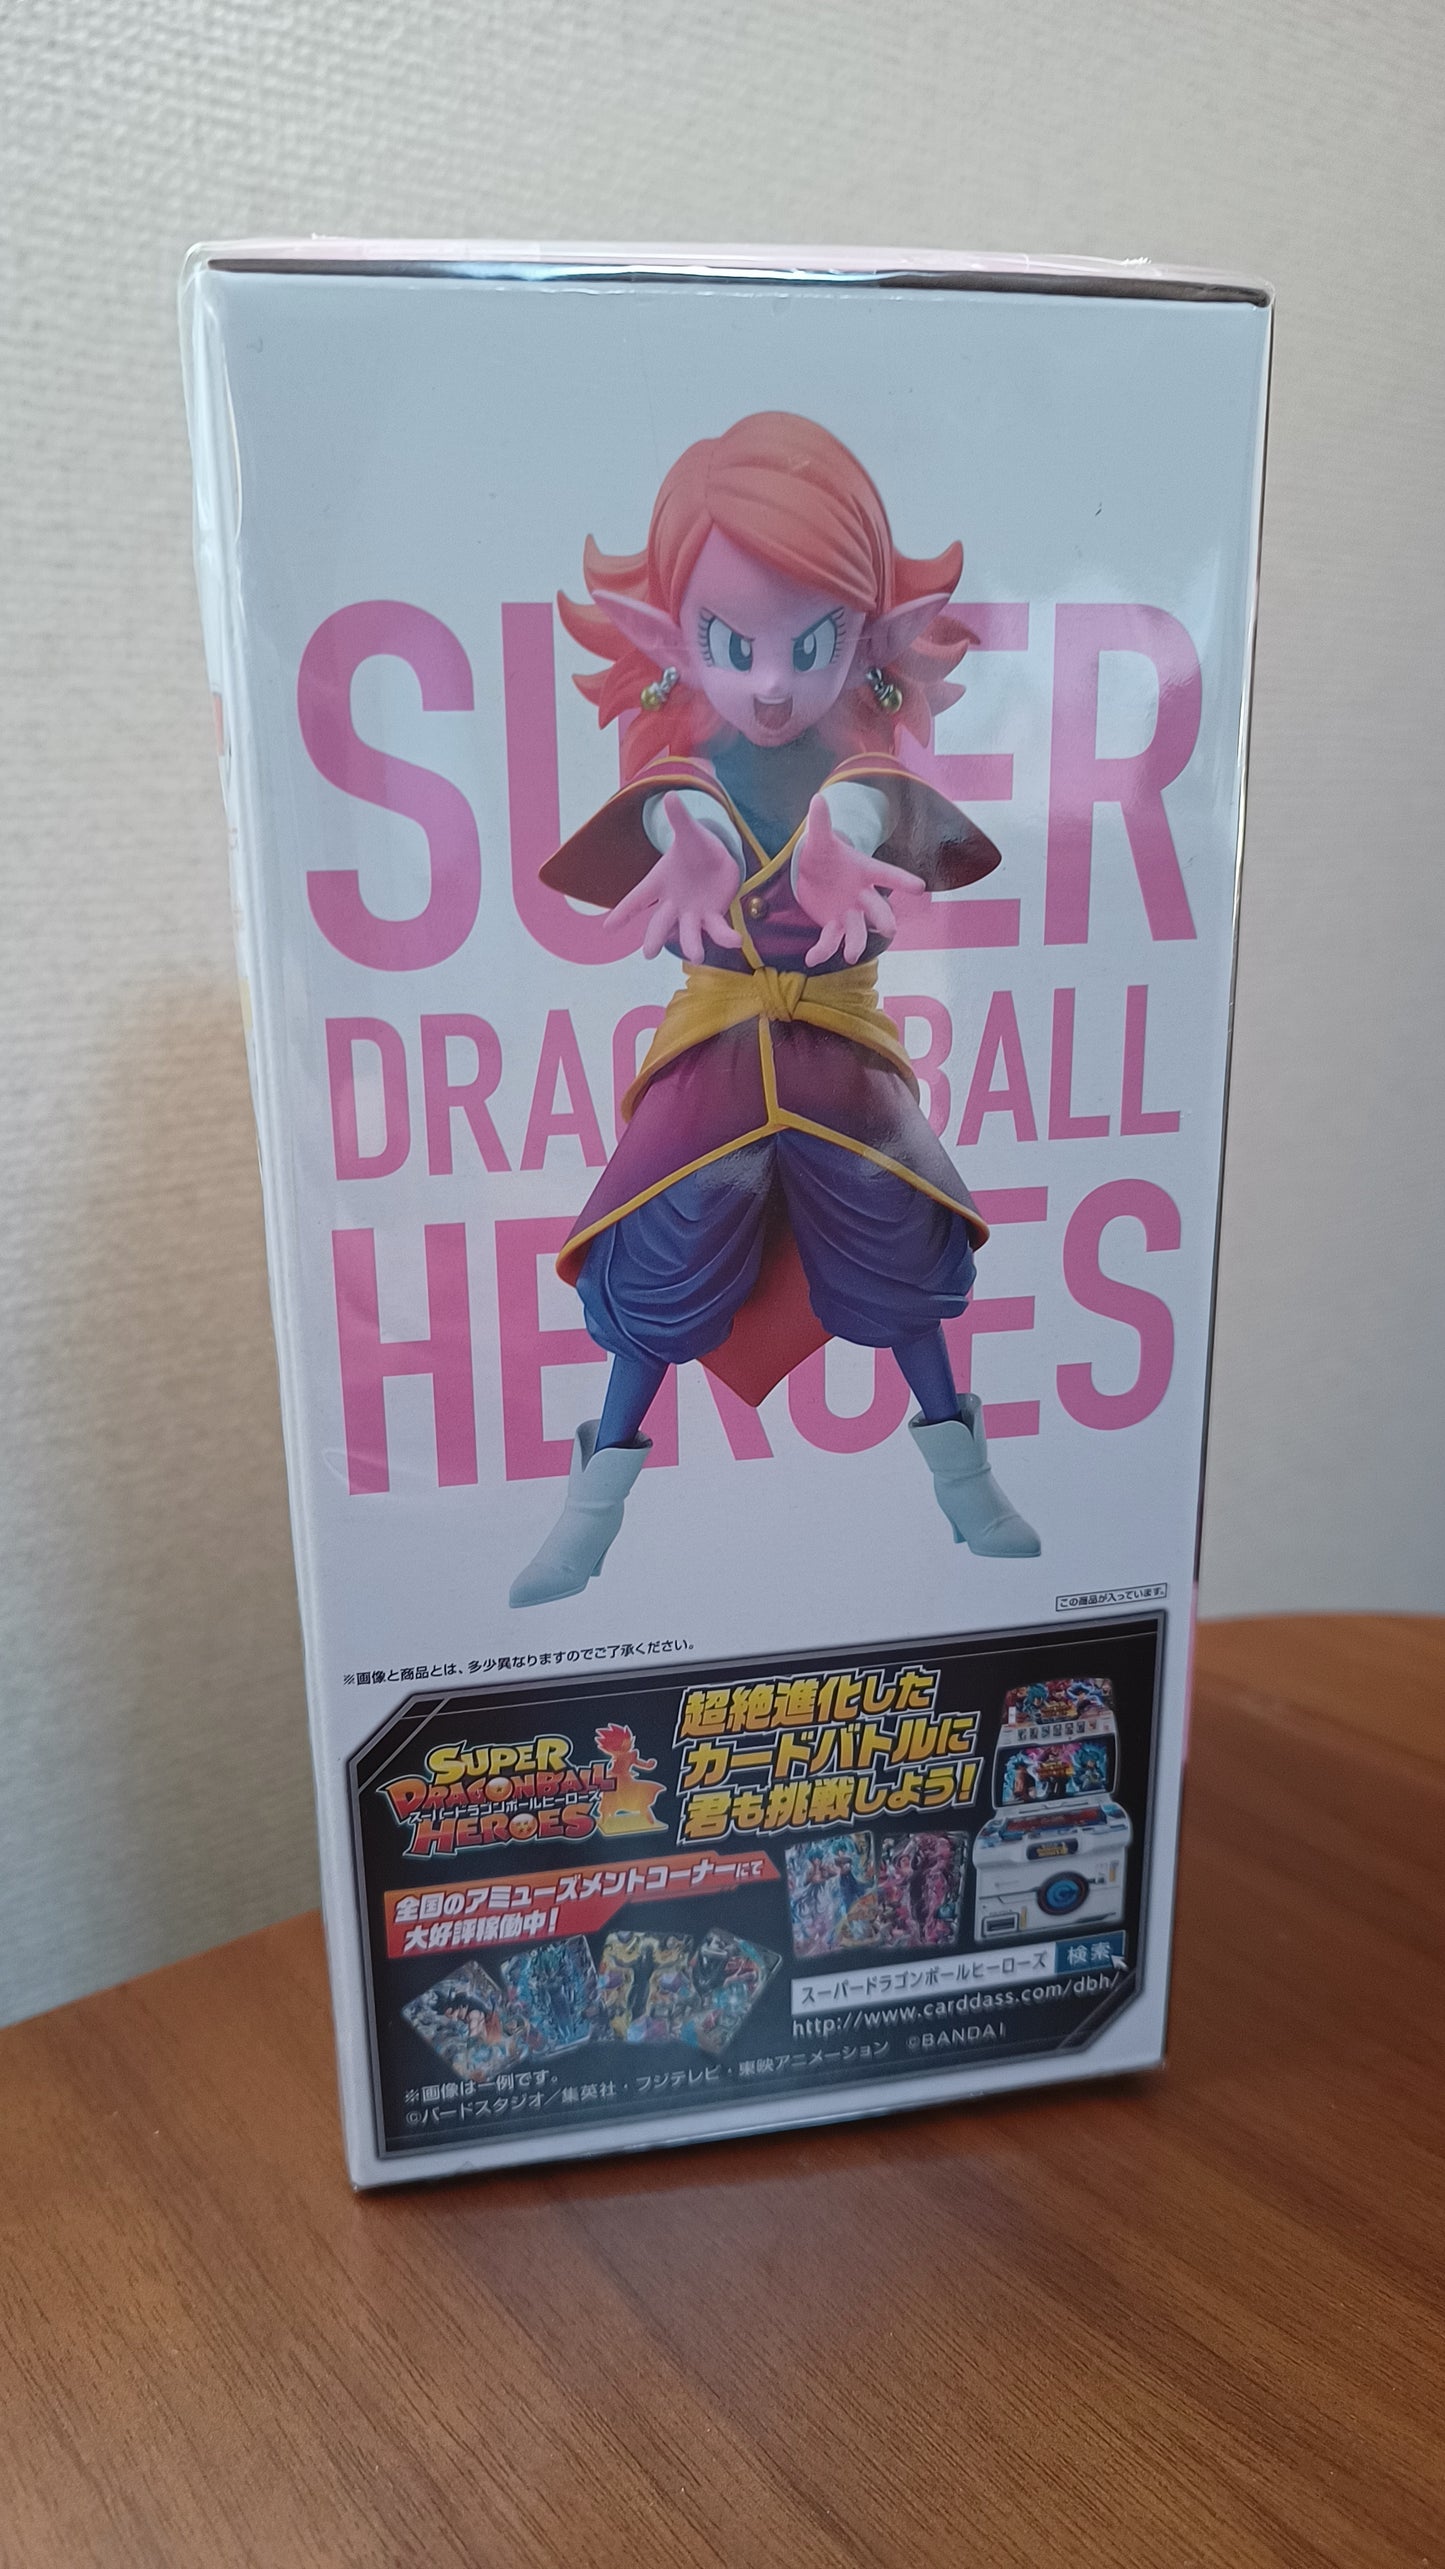 SUPER
DRAGON BALL
HEROES
この商品が入っています。
※画像と商品とは、多少異なりますのでご了承ください。
SUPER
DRAGONBALL
スーパードラゴンボールヒーローズ
HEROES
超絶進化した
カードバトルに
君も挑戦しよう!
全国のアミューズメントコーナーにて
大好評稼働中!
スーパードラゴンボールヒーローズ 検索
http://www.carddass.com/dbh/
※画像は一例です。
©バードスタジオ/集英社・フジテレビ・東映アニメーション ©BANDAI